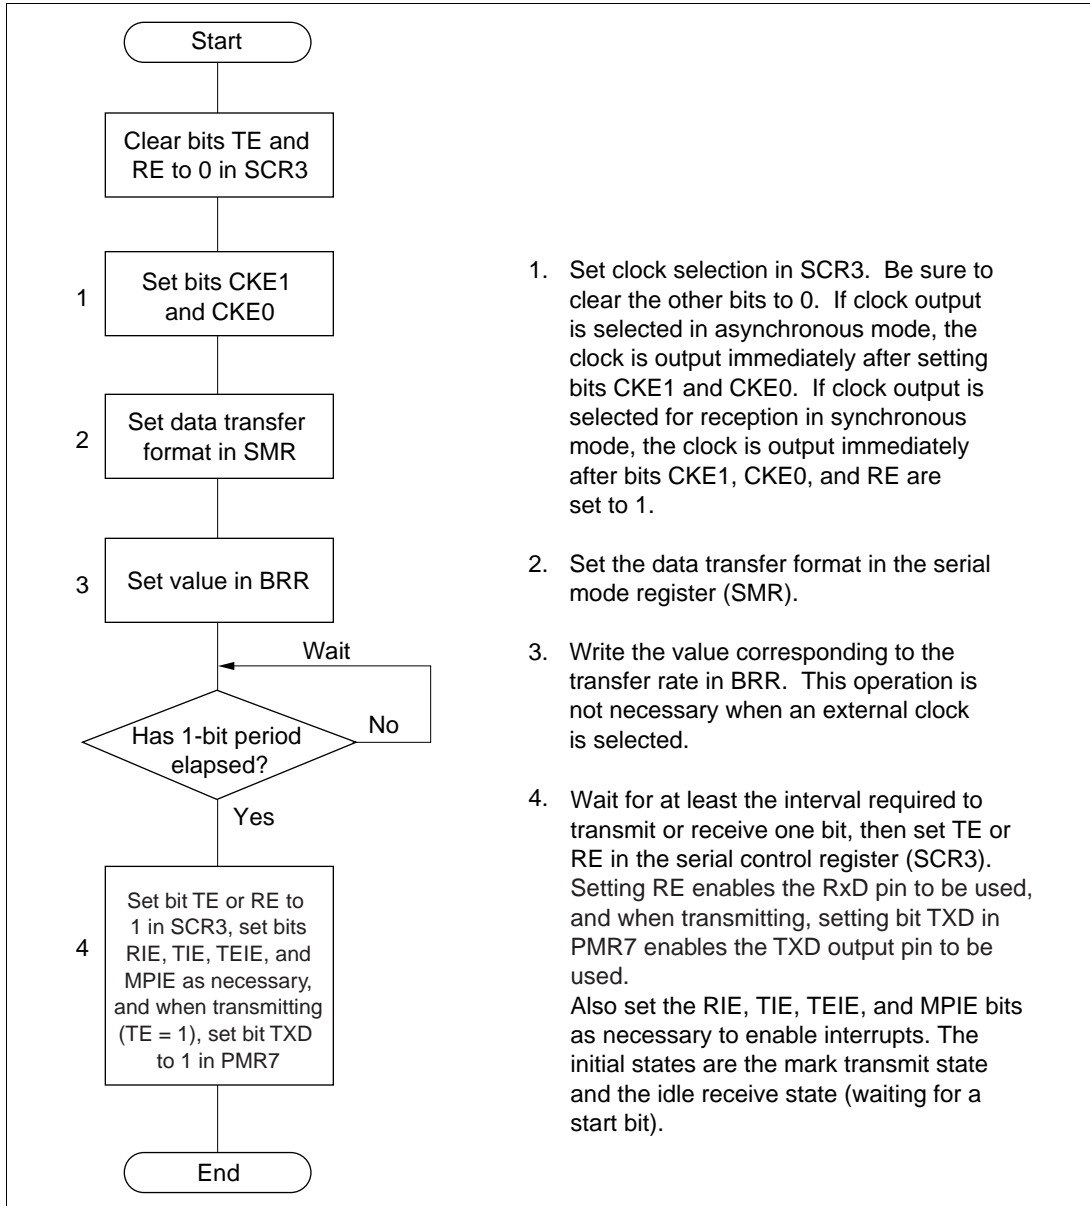 Start
Clear bits TE and
RE to 0 in SCR3
1
Set bits CKE1
and CKE0
2
Set data transfer
format in SMR
3
Set value in BRR
Wait
Has 1-bit period
elapsed?
No
Yes
4
Set bit TE or RE to
1 in SCR3, set bits
RIE, TIE, TEIE, and
MPIE as necessary,
and when transmitting
(TE = 1), set bit TXD
to 1 in PMR7
End
1. Set clock selection in SCR3. Be sure to
clear the other bits to 0. If clock output
is selected in asynchronous mode, the
clock is output immediately after setting
bits CKE1 and CKE0. If clock output is
selected for reception in synchronous
mode, the clock is output immediately
after bits CKE1, CKE0, and RE are
set to 1.
2. Set the data transfer format in the serial
mode register (SMR).
3. Write the value corresponding to the
transfer rate in BRR. This operation is
not necessary when an external clock
is selected.
4. Wait for at least the interval required to
transmit or receive one bit, then set TE or
RE in the serial control register (SCR3).
Setting RE enables the RxD pin to be used,
and when transmitting, setting bit TXD in
PMR7 enables the TXD output pin to be
used.
Also set the RIE, TIE, TEIE, and MPIE bits
as necessary to enable interrupts. The
initial states are the mark transmit state
and the idle receive state (waiting for a
start bit).